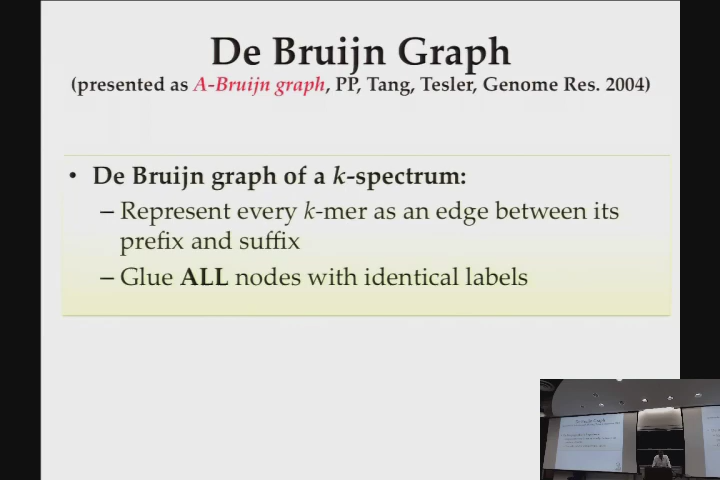 De Bruijn Graph
(presented as A-Bruijn graph, PP, Tang, Tesler, Genome Res. 2004)
• De Bruijn graph of a k-spectrum:
– Represent every k-mer as an edge between its
prefix and suffix
– Glue ALL nodes with identical labels